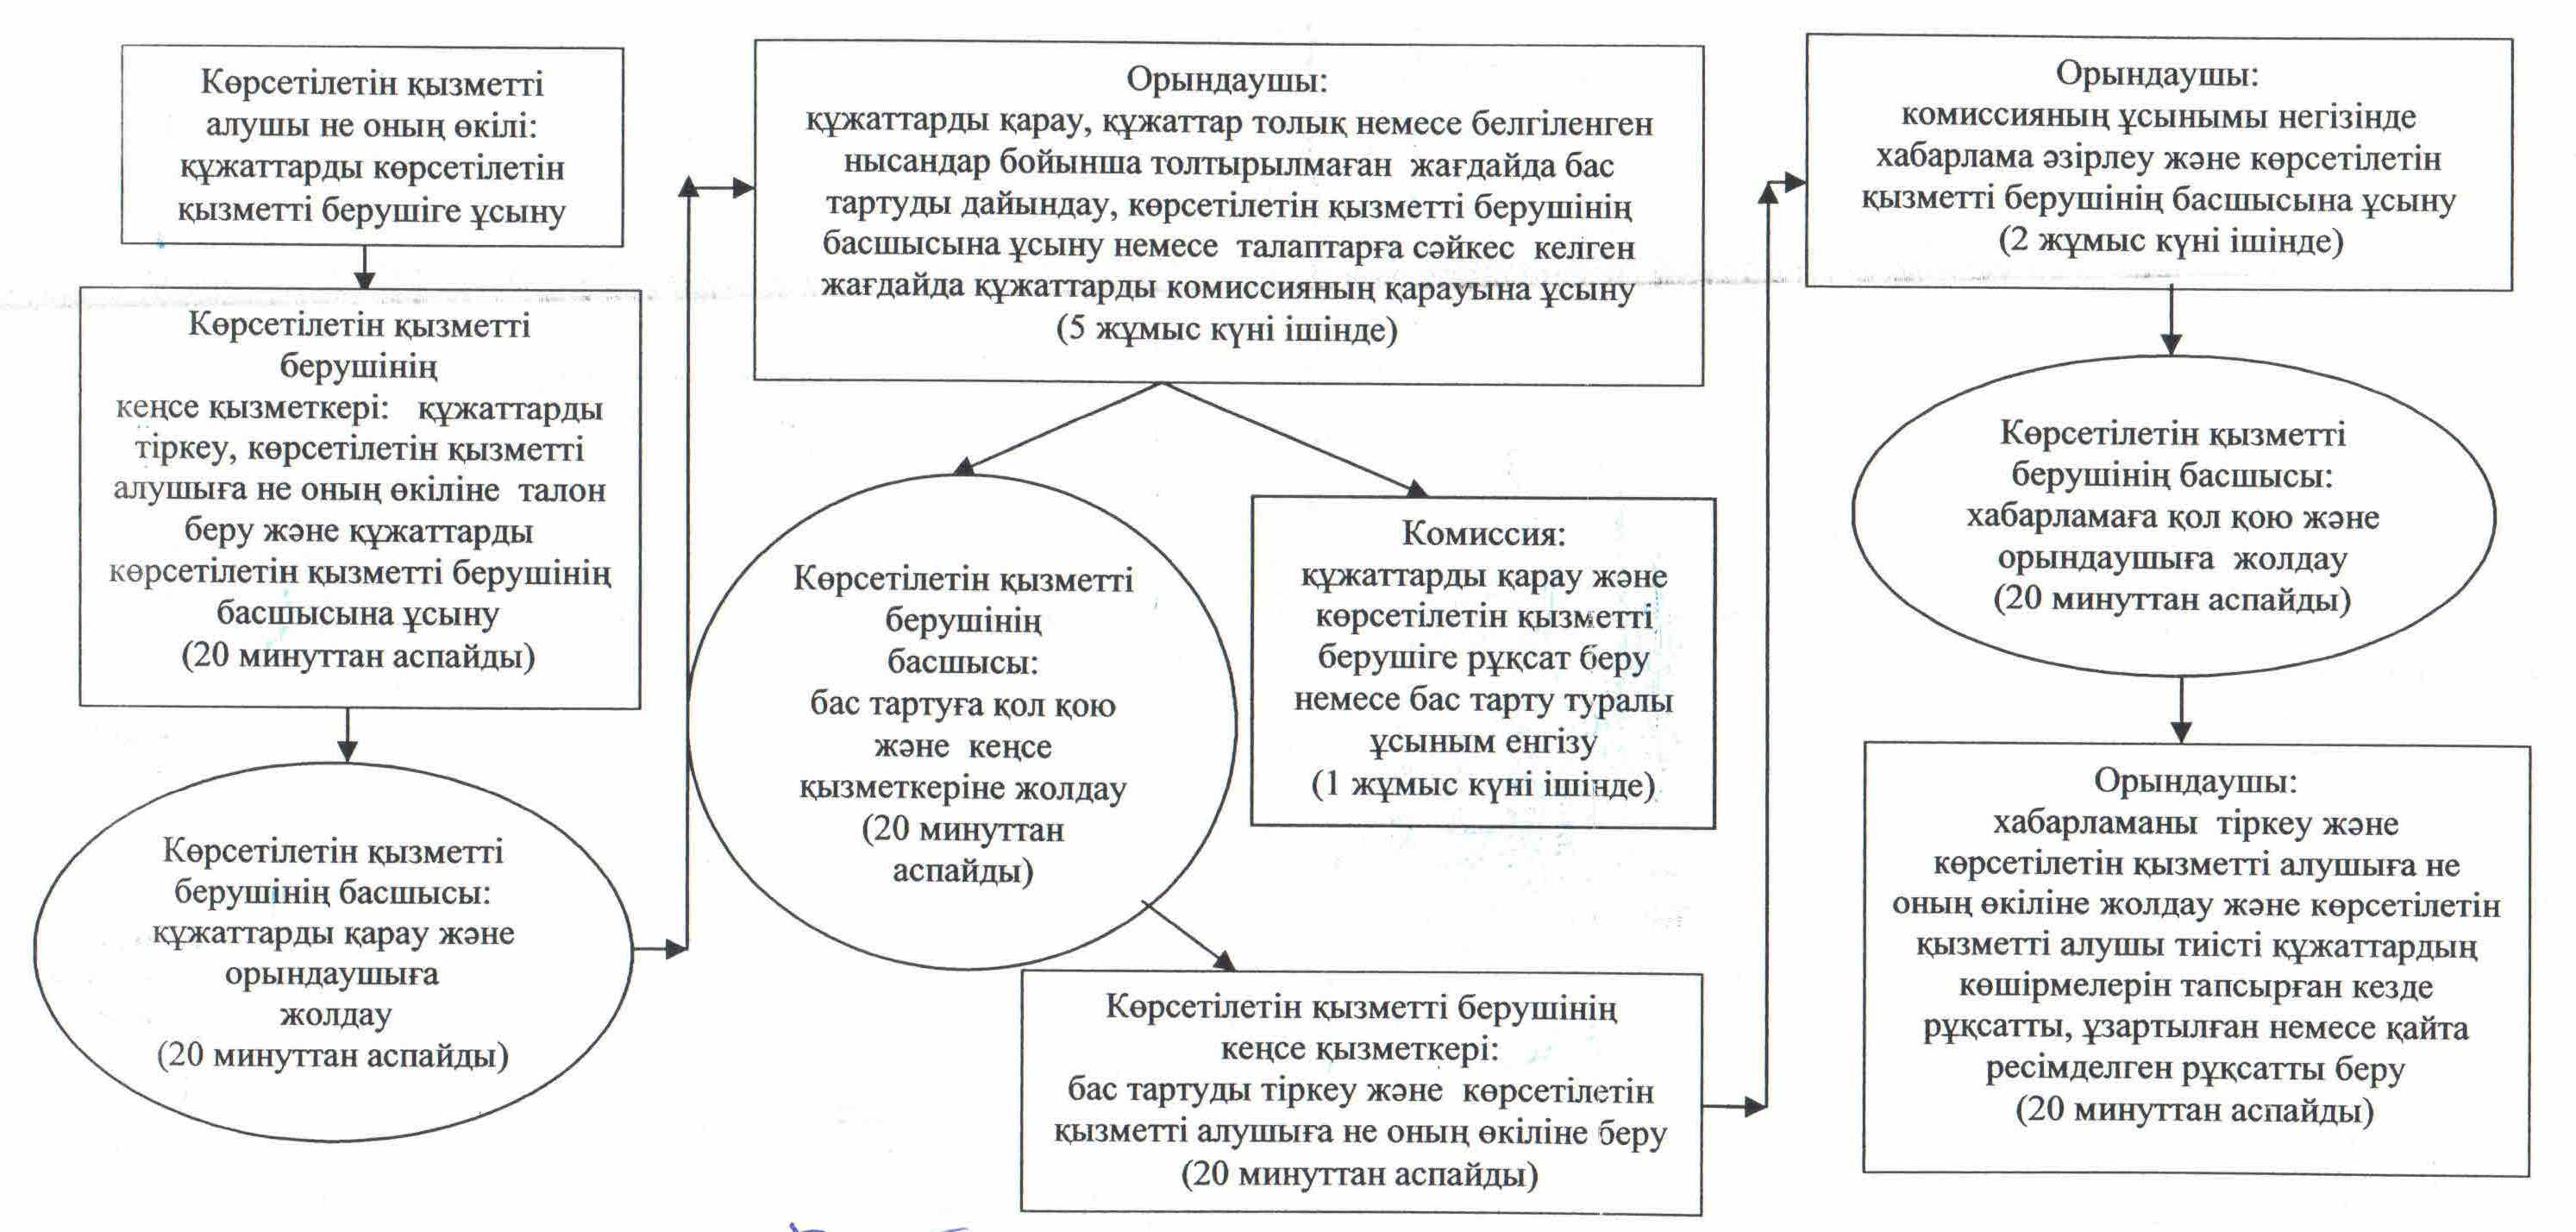 Көрсетілетін қызметті
алушы не оның өкілі:
құжаттарды көрсетілетін
қызметті берушіге ұсыну
Көрсетілетін қызметті
берушінің
кеңсе қызметкері: құжаттарды
тіркеу, көрсетілетін қызметті
алушыға не оның өкіліне талон
беру және құжаттарды
көрсетілетін қызметті берушінің
басшысына ұсыну
(20 минуттан аспайды)
Көрсетілетін қызметті
берушінің басшысы:
құжаттарды қарау және
орындаушыға
жолдау
(20 минуттан аспайды)
Орындаушы:
құжаттарды қарау, құжаттар толық немесе белгіленген
нысандар бойынша толтырылмаған жағдайда бас
тартуды дайындау, көрсетілетін қызметті берушінің
басшысына ұсыну немесе талаптарға сәйкес келген
жағдайда құжаттарды комиссияның қарауына ұсыну
(5 жұмыс күні ішінде)
Көрсетілетін қызметті
берушінің
басшысы:
бас тартуға қол қою
және кеңсе
қызметкеріне жолдау
(20 минуттан
аспайды)
Комиссия:
құжаттарды қарау және
көрсетілетін қызметті
берушіге рұқсат беру
немесе бас тарту туралы
ұсыным енгізу
(1 жұмыс күні ішінде)
Көрсетілетін қызметті берушінің
кеңсе қызметкері:
бас тартуды тіркеу және көрсетілетін
қызметті алушыға не оның өкіліне беру
(20 минуттан аспайды)
Орындаушы:
комиссияның ұсынымы негізінде
хабарлама әзірлеу және көрсетілетін
қызметті берушінің басшысына ұсыну
(2 жұмыс күні ішінде)
Көрсетілетін қызметті
берушінің басшысы:
хабарламаға қол қою және
орындаушыға жолдау
(20 минуттан аспайды)
Орындаушы:
хабарламаны тіркеу және
көрсетілетін қызметті алушыға не
оның өкіліне жолдау және көрсетілетін
қызметті алушы тиісті құжаттардың
көшірмелерін тапсырған кезде
рұқсатты, ұзартылған немесе қайта
ресімделген рұқсатты беру
(20 минуттан аспайды)